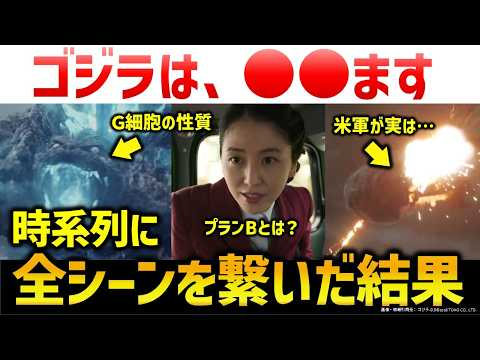 ゴジラは、●●ます
G細胞の性質
米軍が実は…
プランBとは?
時系列に
全シーンを繋いだ結果